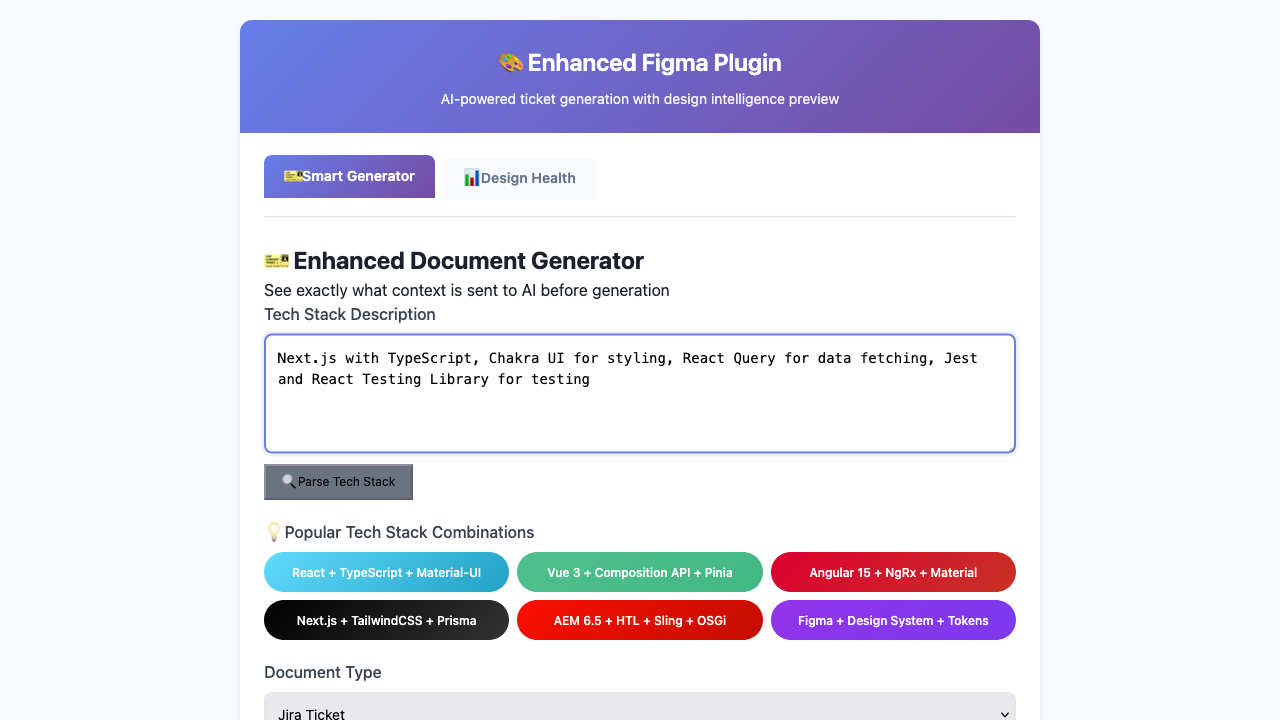 Enhanced Figma Plugin
AI-powered ticket generation with design intelligence preview
Smart Generator
Design Health
Enhanced Document Generator
See exactly what context is sent to AI before generation
Tech Stack Description
Next.js with TypeScript, Chakra UI for styling, React Query for data fetching, Jest
and React Testing Library for testing
Parse Tech Stack
Popular Tech Stack Combinations
React + TypeScript + Material-UI
Vue 3 + Composition API + Pinia
Angular 15 + NgRx + Material
Next.js + TailwindCSS + Prisma
AEM 6.5 + HTL + Sling + OSGi
Figma + Design System + Tokens
Document Type
Jira Ticket